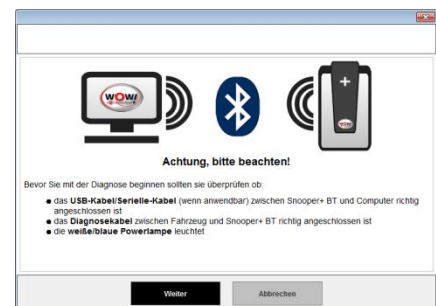 WOW!
Achtung, bitte beachten!
Bevor Sie mit der Diagnose beginnen sollten sie überprüfen ob:
● das USB-Kabel/Serielle-Kabel (wenn anwendbar) zwischen Snooper+ BT und Computer richtig
angeschlossen ist
● das Diagnosekabel zwischen Fahrzeug und Snooper+ BT richtig angeschlossen ist
● die weiße/blaue Powerlampe leuchtet
Weiter
Abbrechen